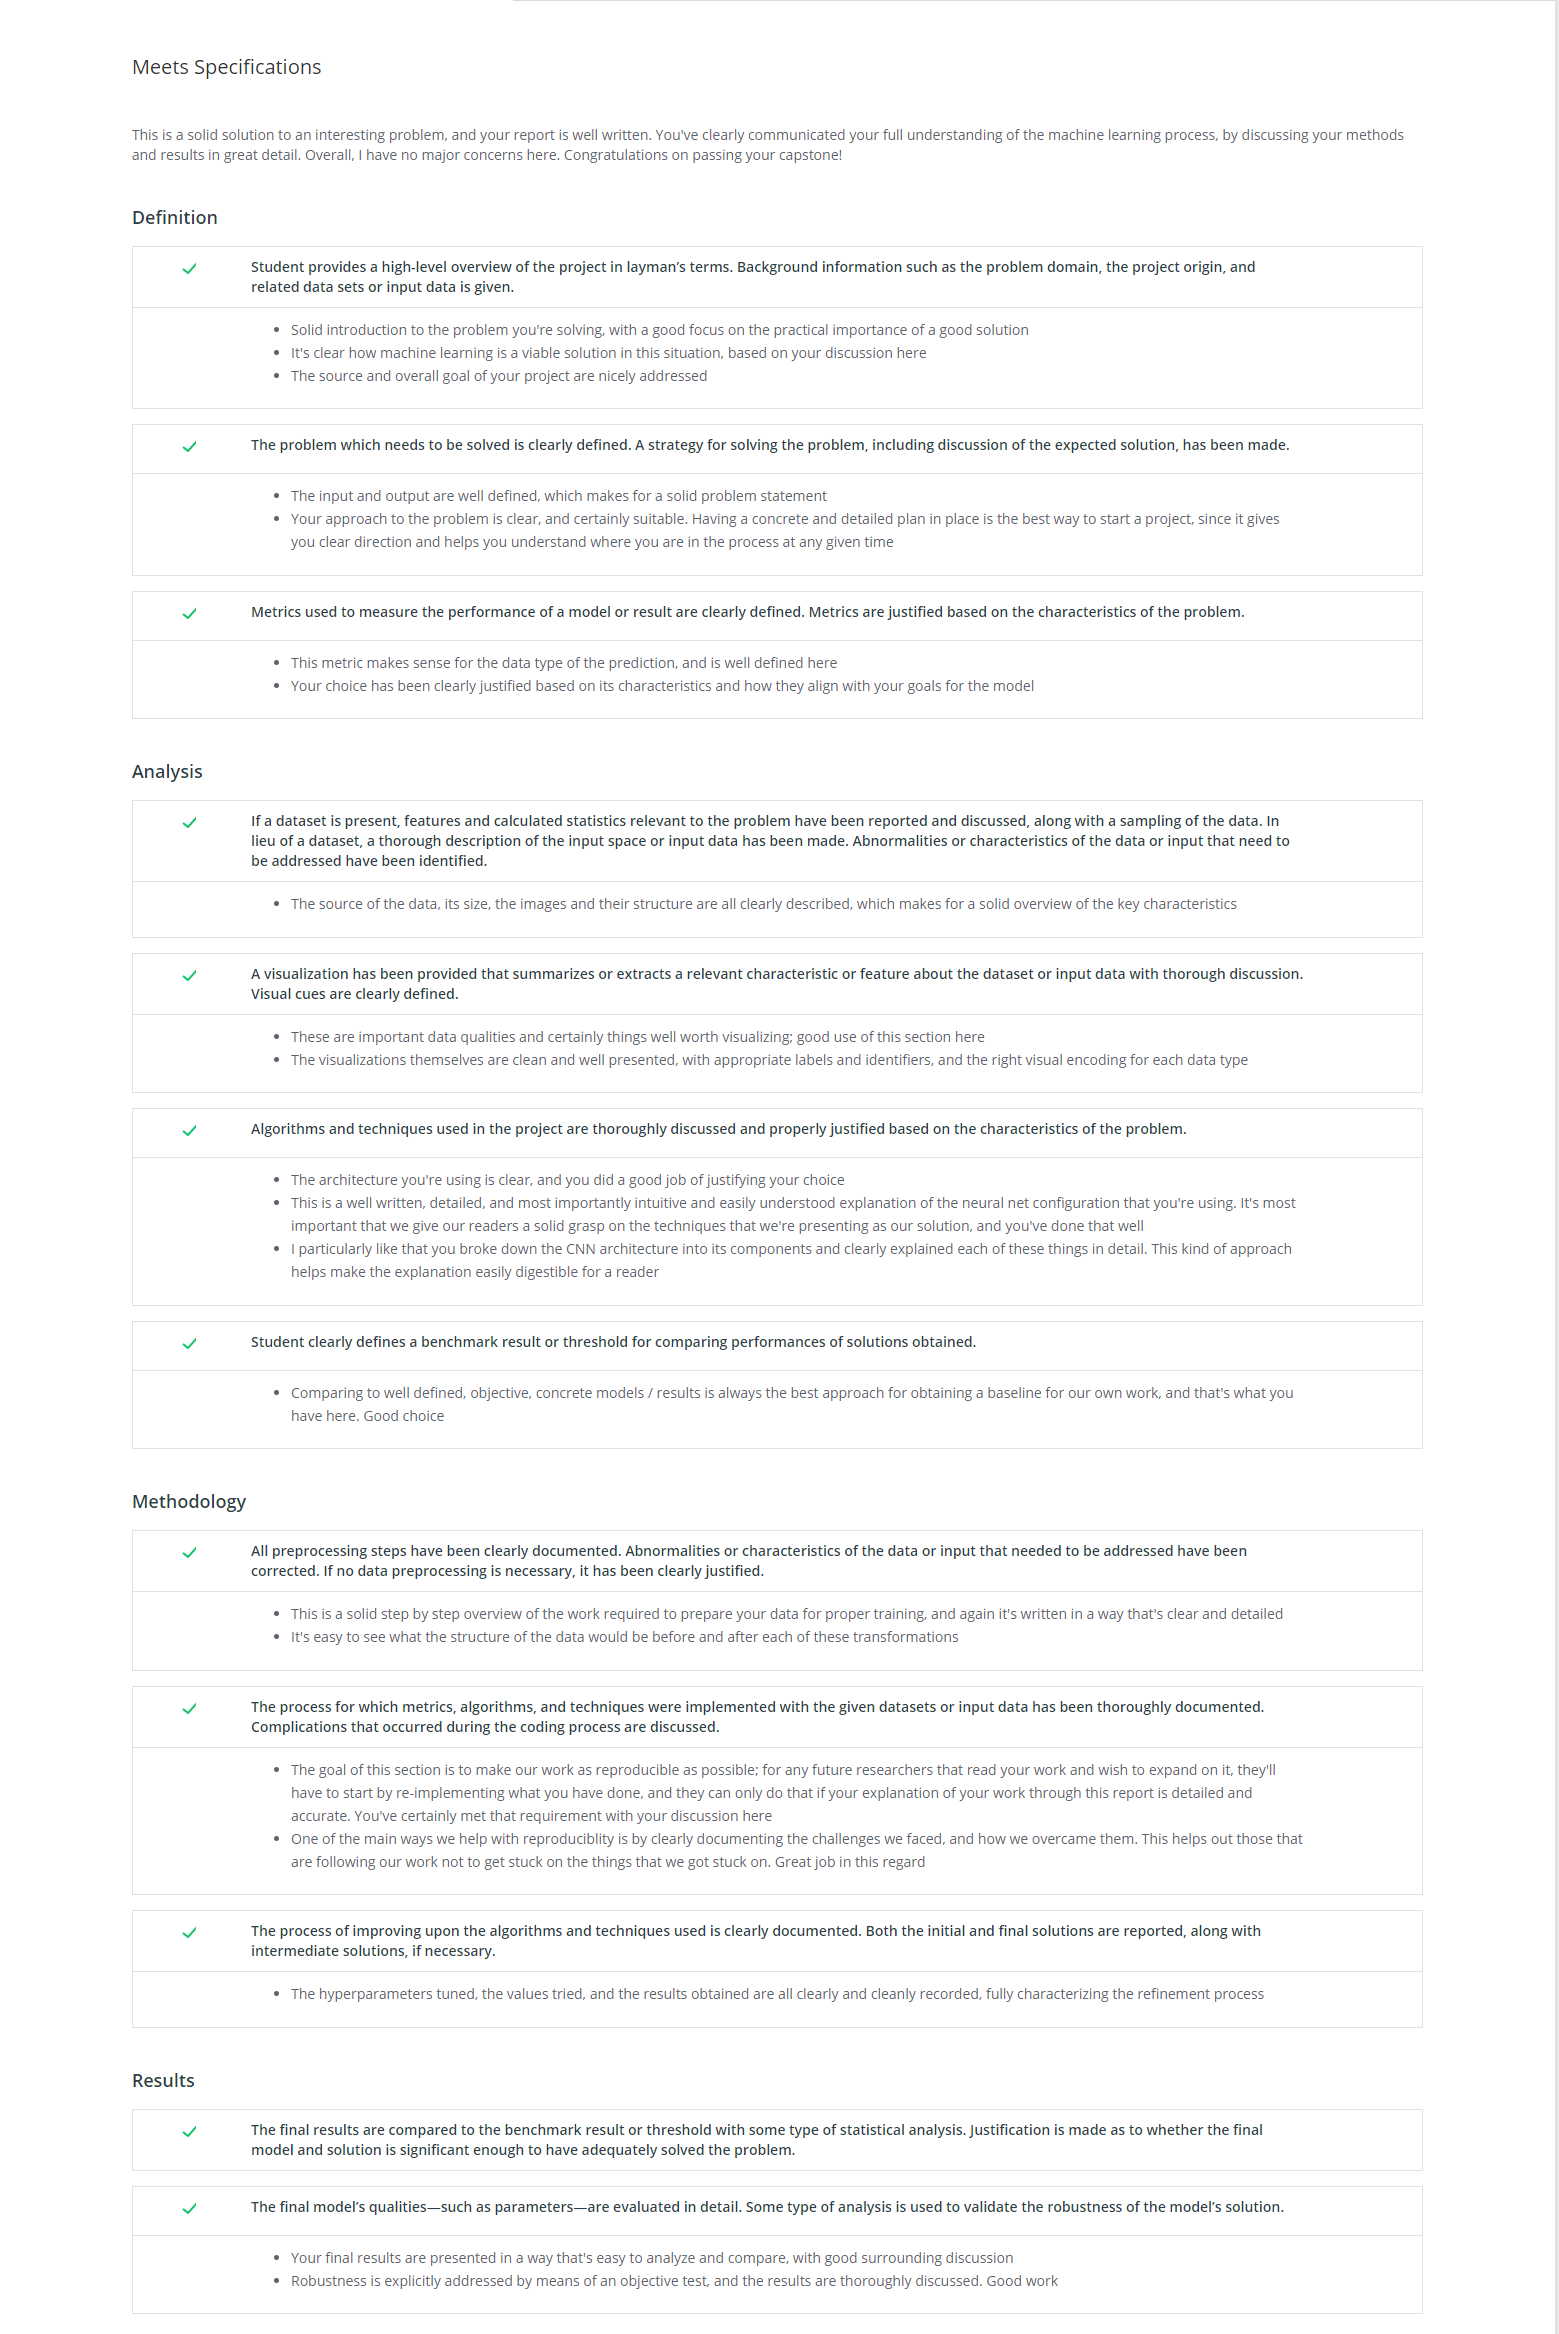 Meets Specifications
This is a solid solution to an interesting problem, and your report is well written. You've clearly communicated your full understanding of the machine learning process, by discussing your methods
and results in great detail. Overall, I have no major concerns here. Congratulations on passing your capstone!
Definition
Student provides a high-level overview of the project in layman's terms. Background information such as the problem domain, the project origin, and
related data sets or input data is given.
Solid introduction to the problem you're solving, with a good focus on the practical importance of a good solution
It's clear how machine learning is a viable solution in this situation, based on your discussion here
The source and overall goal of your project are nicely addressed
The problem which needs to be solved is clearly defined. A strategy for solving the problem, including discussion of the expected solution, has been made.
The input and output are well defined, which makes for a solid problem statement
Your approach to the problem is clear, and certainly suitable. Having a concrete and detailed plan in place is the best way to start a project, since it gives
you clear direction and helps you understand where you are in the process at any given time
Metrics used to measure the performance of a model or result are clearly defined. Metrics are justified based on the characteristics of the problem.
This metric makes sense for the data type of the prediction, and is well defined here
Your choice has been clearly justified based on its characteristics and how they align with your goals for the model
Analysis
If a dataset is present, features and calculated statistics relevant to the problem have been reported and discussed, along with a sampling of the data. In
lieu of a dataset, a thorough description of the input space or input data has been made. Abnormalities or characteristics of the data or input that need to
be addressed have been identified.
The source of the data, its size, the images and their structure are all clearly described, which makes for a solid overview of the key characteristics
A visualization has been provided that summarizes or extracts a relevant characteristic or feature about the dataset or input data with thorough discussion.
Visual cues are clearly defined.
These are important data qualities and certainly things well worth visualizing; good use of this section here
The visualizations themselves are clean and well presented, with appropriate labels and identifiers, and the right visual encoding for each data type
Algorithms and techniques used in the project are thoroughly discussed and properly justified based on the characteristics of the problem.
The architecture you're using is clear, and you did a good job of justifying your choice
This is a well written, detailed, and most importantly intuitive and easily understood explanation of the neural net configuration that you're using. It's most
important that we give our readers a solid grasp on the techniques that we're presenting as our solution, and you've done that well
I particularly like that you broke down the CNN architecture into its components and clearly explained each of these things in detail. This kind of approach
helps make the explanation easily digestible for a reader
Student clearly defines a benchmark result or threshold for comparing performances of solutions obtained.
Comparing to well defined, objective, concrete models / results is always the best approach for obtaining a baseline for our own work, and that's what you
have here. Good choice
Methodology
All preprocessing steps have been clearly documented. Abnormalities or characteristics of the data or input that needed to be addressed have been
corrected. If no data preprocessing is necessary, it has been clearly justified.
This is a solid step by step overview of the work required to prepare your data for proper training, and again it's written in a way that's clear and detailed
It's easy to see what the structure of the data would be before and after each of these transformations
The process for which metrics, algorithms, and techniques were implemented with the given datasets or input data has been thoroughly documented.
Complications that occurred during the coding process are discussed.
The goal of this section is to make our work as reproducible as possible; for any future researchers that read your work and wish to expand on it, they'll
have to start by re-implementing what you have done, and they can only do that if your explanation of your work through this report is detailed and
accurate. You've certainly met that requirement with your discussion here
One of the main ways we help with reproduciblity is by clearly documenting the challenges we faced, and how we overcame them. This helps out those that
are following our work not to get stuck on the things that we got stuck on. Great job in this regard
The process of improving upon the algorithms and techniques used is clearly documented. Both the initial and final solutions are reported, along with
intermediate solutions, if necessary.
The hyperparameters tuned, the values tried, and the results obtained are all clearly and cleanly recorded, fully characterizing the refinement process
Results
The final results are compared to the benchmark result or threshold with some type of statistical analysis. Justification is made as to whether the final
model and solution is significant enough to have adequately solved the problem.
The final model's qualities—such as parameters—are evaluated in detail. Some type of analysis is used to validate the robustness of the model's solution.
Your final results are presented in a way that's easy to analyze and compare, with good surrounding discussion
Robustness is explicitly addressed by means of an objective test, and the results are thoroughly discussed. Good work